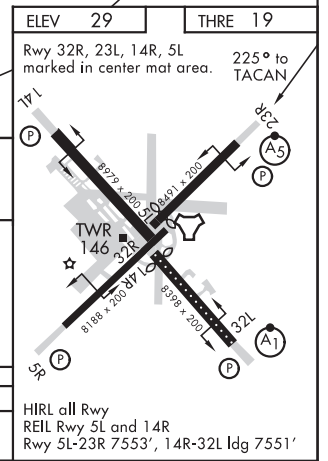 ELEV 29
THRE 19
Rwy 32R, 23L, 14R, 5L
marked in center mat area.
225° to
TACAN
14L
23R
P
A5
P
8979 x 200
8491 x 200
5L
TWR
146
32R
14R
8188 x 200
8398 x 200
32L
A1
5R
P
P
HIRL all Rwy
REIL Rwy 5L and 14R
Rwy 5L-23R 7553', 14R-32L ldg 7551'